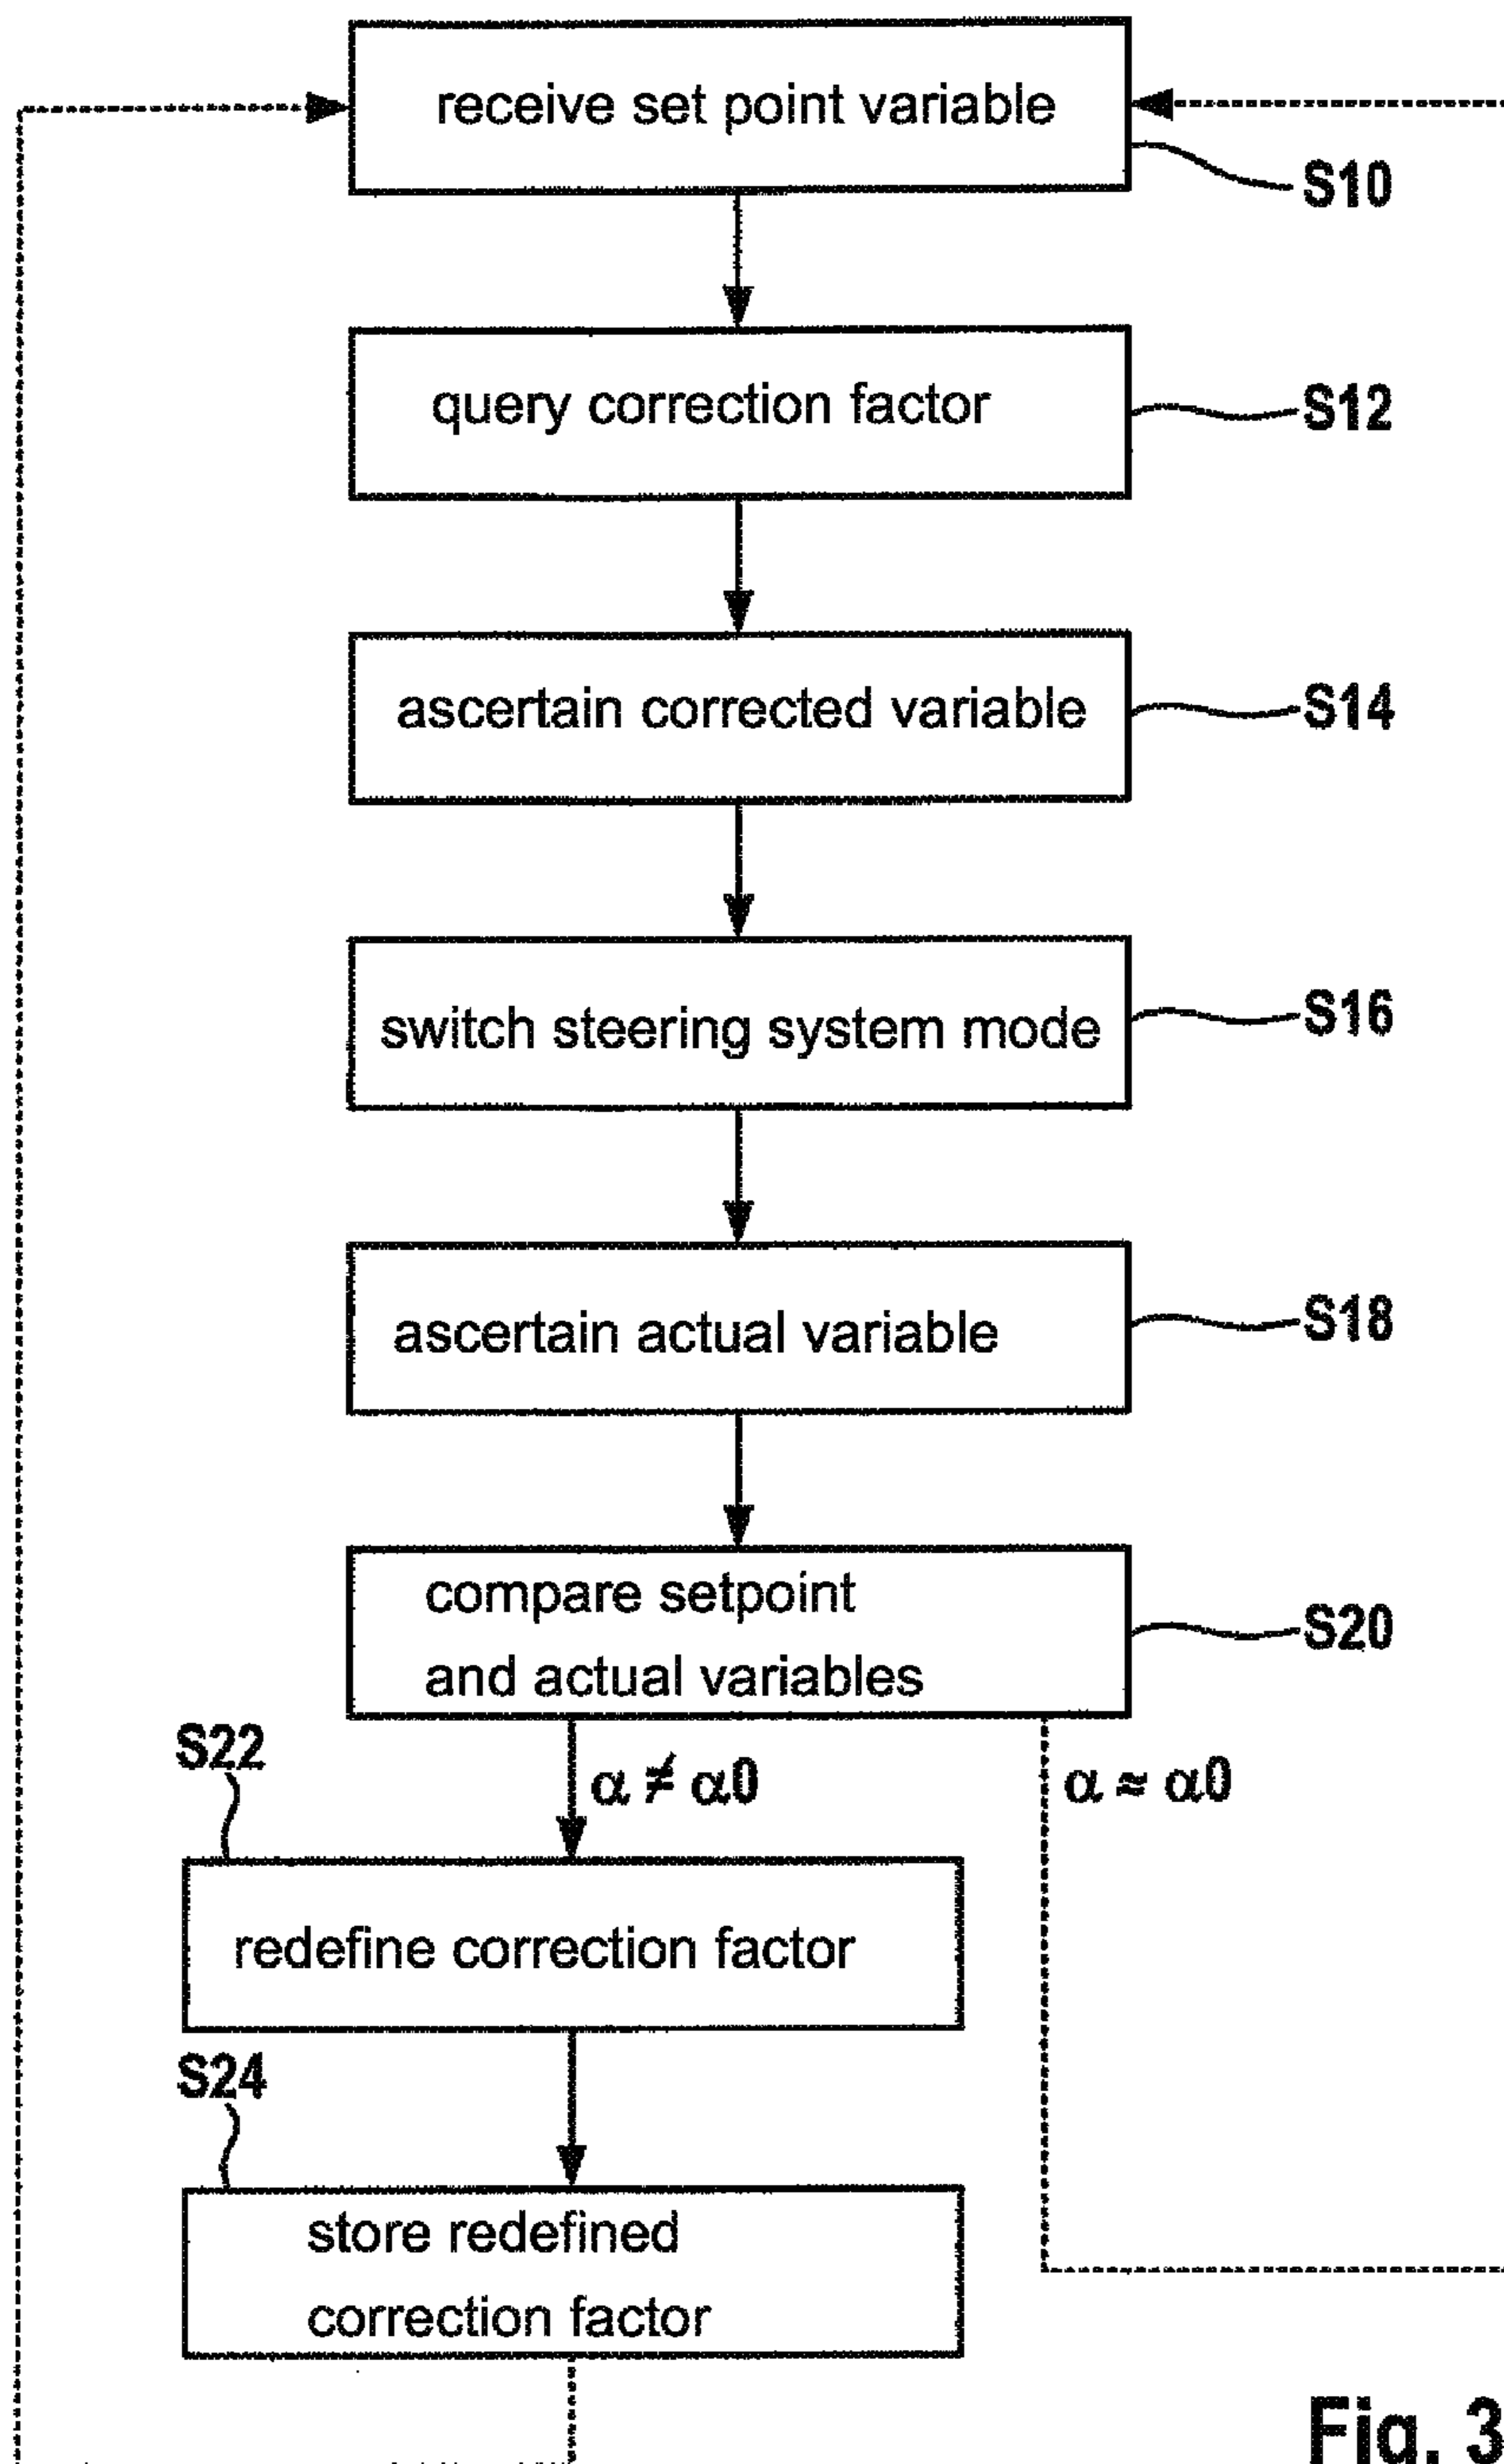 receive set point variable
S10
query correction factor
S12
ascertain corrected variable
S14
switch steering system mode
S16
ascertain actual variable
S18
compare setpoint
and actual variables
S20
α ≠ α0
α ≈ α0
S22
redefine correction factor
S24
store redefined
correction factor
Fig. 3